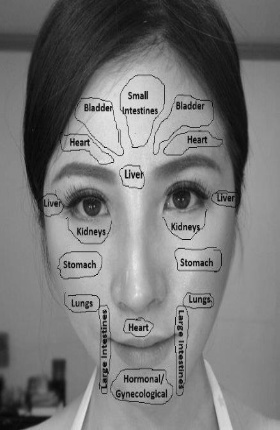 Small
Intestines
Bladder
Bladder
Heart
Heart
Liver
Liver
Liver
Kidneys
Kidneys
Stomach
Stomach
Lungs
Lungs
Large Intestines
Large Intestines
Heart
Hormonal/
Gynecological